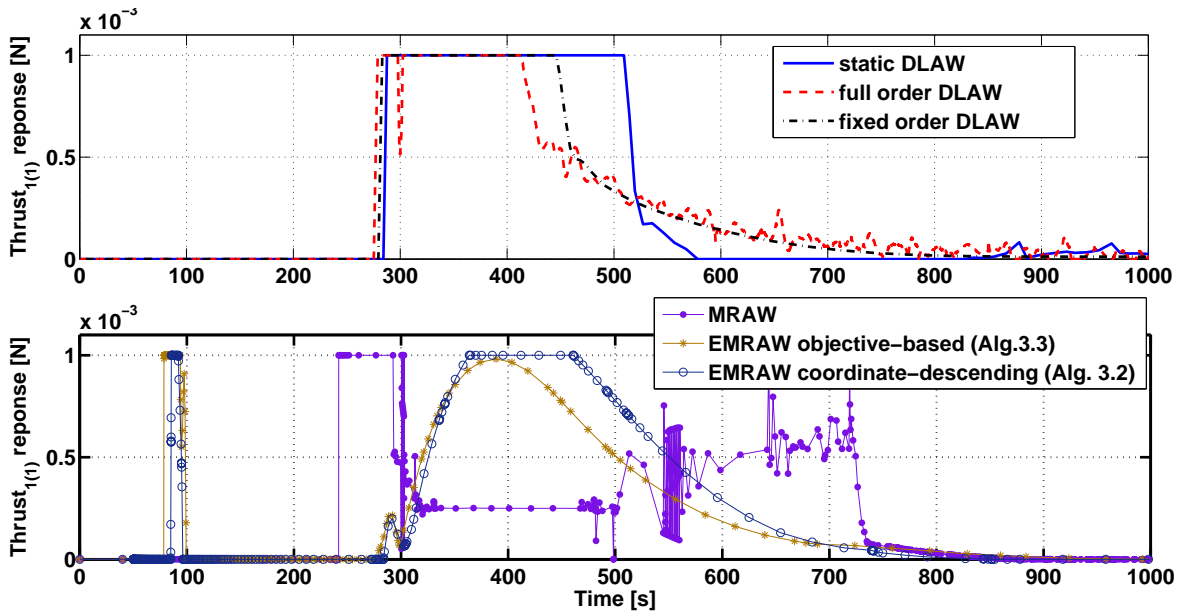 x 10⁻³
1
0.5
0
Thrust₁₍₁₎ reponse [N]
static DLAW
full order DLAW
fixed order DLAW
0 100 200 300 400 500 600 700 800 900 1000
x 10⁻³
1
0.5
0
Thrust₁₍₁₎ reponse [N]
MRAW
EMRAW objective−based (Alg.3.3)
EMRAW coordinate−descending (Alg. 3.2)
0 100 200 300 400 500 600 700 800 900 1000
Time [s]